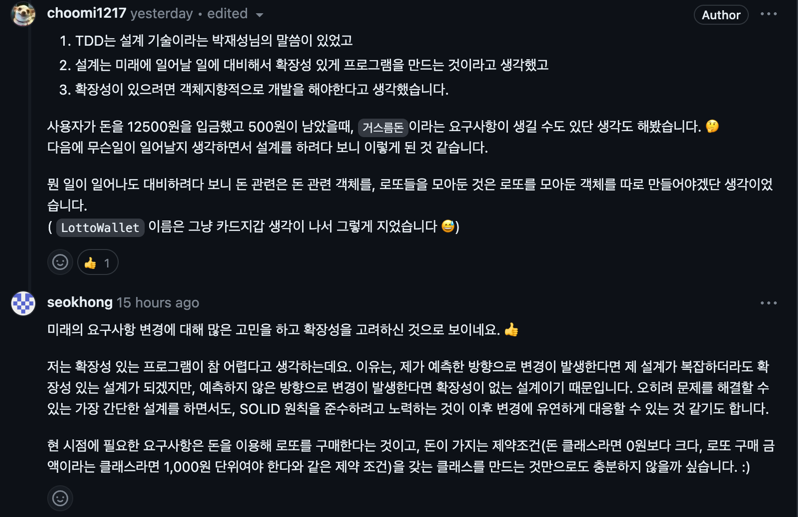 choomi1217 yesterday • edited
Author
1. TDD는 설계 기술이라는 박재성님의 말씀이 있었고
2. 설계는 미래에 일어날 일에 대비해서 확장성 있게 프로그램을 만드는 것이라고 생각했고
3. 확장성이 있으려면 객체지향적으로 개발을 해야한다고 생각했습니다.
사용자가 돈을 12500원을 입금했고 500원이 남았을때, 거스름돈이라는 요구사항이 생길 수도 있단 생각도 해봤습니다. 🤔
다음에 무슨일이 일어날지 생각하면서 설계를 하려다 보니 이렇게 된 것 같습니다.
뭔 일이 일어나도 대비하려다 보니 돈 관련은 돈 관련 객체를, 로또들을 모아둔 것은 로또를 모아둔 객체를 따로 만들어야겠단 생각이었
습니다.
( LottoWallet 이름은 그냥 카드지갑 생각이 나서 그렇게 지었습니다 😅)
👍 1
seokhong 15 hours ago
미래의 요구사항 변경에 대해 많은 고민을 하고 확장성을 고려하신 것으로 보이네요. 👍
저는 확장성 있는 프로그램이 참 어렵다고 생각하는데요. 이유는, 제가 예측한 방향으로 변경이 발생한다면 제 설계가 복잡하더라도 확
장성 있는 설계가 되겠지만, 예측하지 않은 방향으로 변경이 발생한다면 확장성이 없는 설계이기 때문입니다. 오히려 문제를 해결할 수
있는 가장 간단한 설계를 하면서도, SOLID 원칙을 준수하려고 노력하는 것이 이후 변경에 유연하게 대응할 수 있는 것 같기도 합니다.
현 시점에 필요한 요구사항은 돈을 이용해 로또를 구매한다는 것이고, 돈이 가지는 제약조건(돈 클래스라면 0원보다 크다, 로또 구매 금
액이라는 클래스라면 1,000원 단위여야 한다와 같은 제약 조건)을 갖는 클래스를 만드는 것만으로도 충분하지 않을까 싶습니다. :)